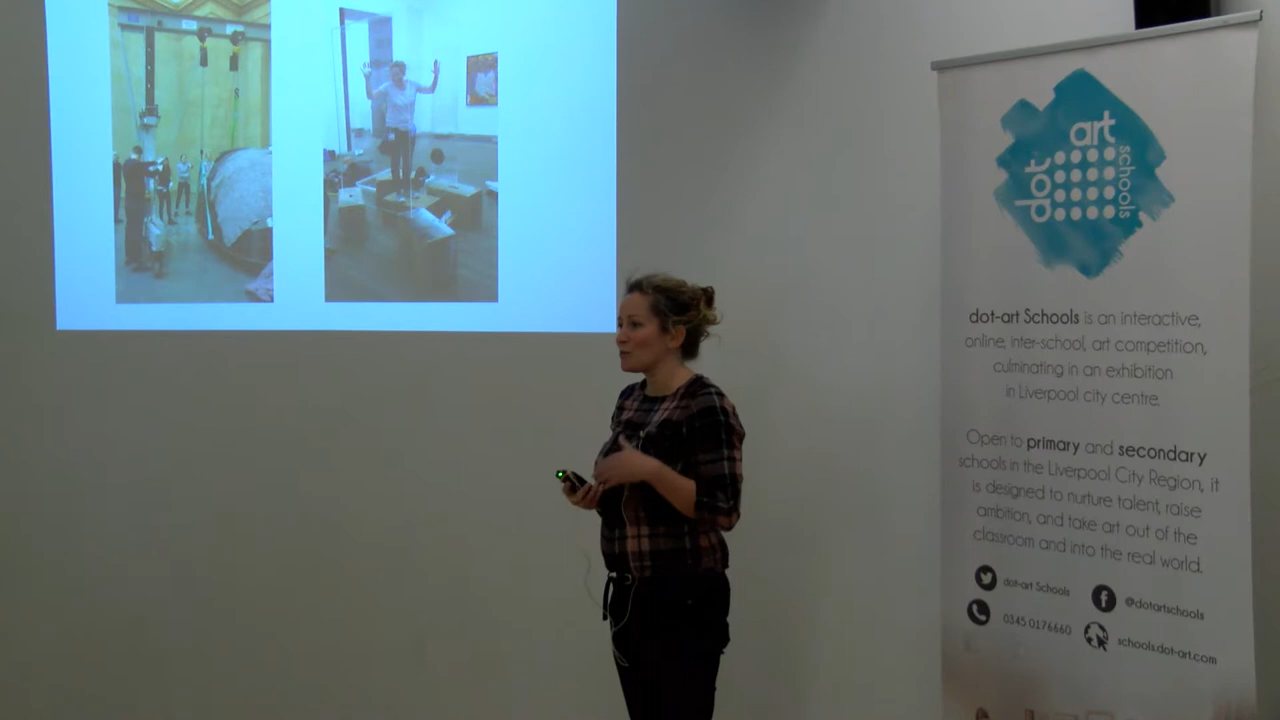 dot art schools
dot-art Schools is an interactive,
online, inter-school, art competition,
culminating in an exhibition
in Liverpool city centre.
Open to primary and secondary
schools in the Liverpool City Region, it
is designed to nurture talent, raise
ambition, and take art out of the
classroom and into the real world.
dot-art Schools
@dotartschools
0345 0176660
schools.dot-art.com